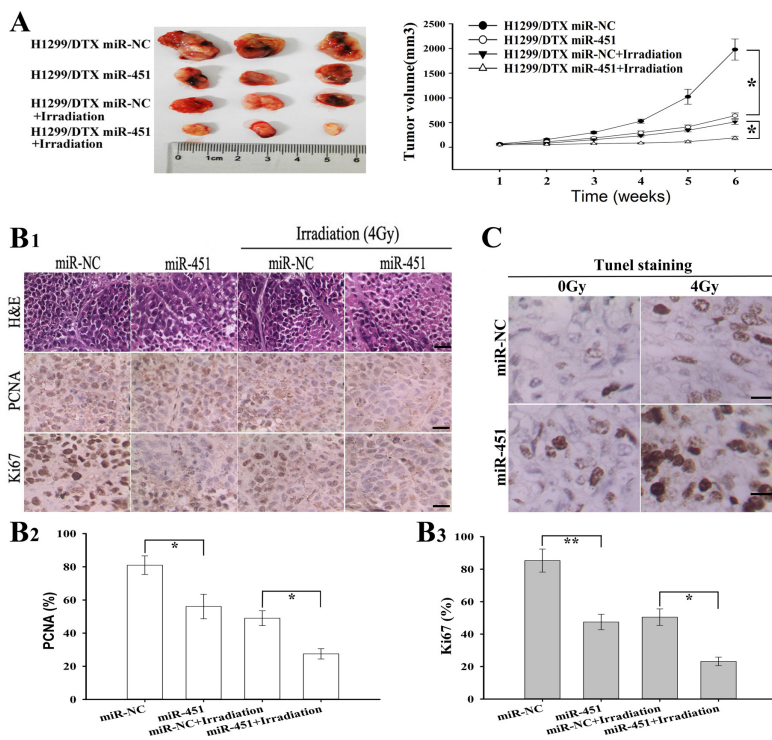 A
H1299/DTX miR-NC
H1299/DTX miR-451
H1299/DTX miR-NC
+Irradiation
H1299/DTX miR-451
+Irradiation
0 1cm 2 3 4 5 6
Tumor volume(mm3)
2500
2000
1500
1000
500
0
H1299/DTX miR-NC
H1299/DTX miR-451
H1299/DTX miR-NC+Irradiation
H1299/DTX miR-451+Irradiation
*
*
1 2 3 4 5 6
Time (weeks)
B1
Irradiation (4Gy)
miR-NC miR-451 miR-NC miR-451
H&E
PCNA
Ki67
C
Tunel staining
0Gy 4Gy
miR-NC
miR-451
B2
PCNA (%)
100
80
60
40
20
0
*
*
miR-NC
miR-451
miR-NC+Irradiation
miR-451+Irradiation
B3
Ki67 (%)
100
80
60
40
20
0
**
*
miR-NC
miR-451
miR-NC+Irradiation
miR-451+Irradiation